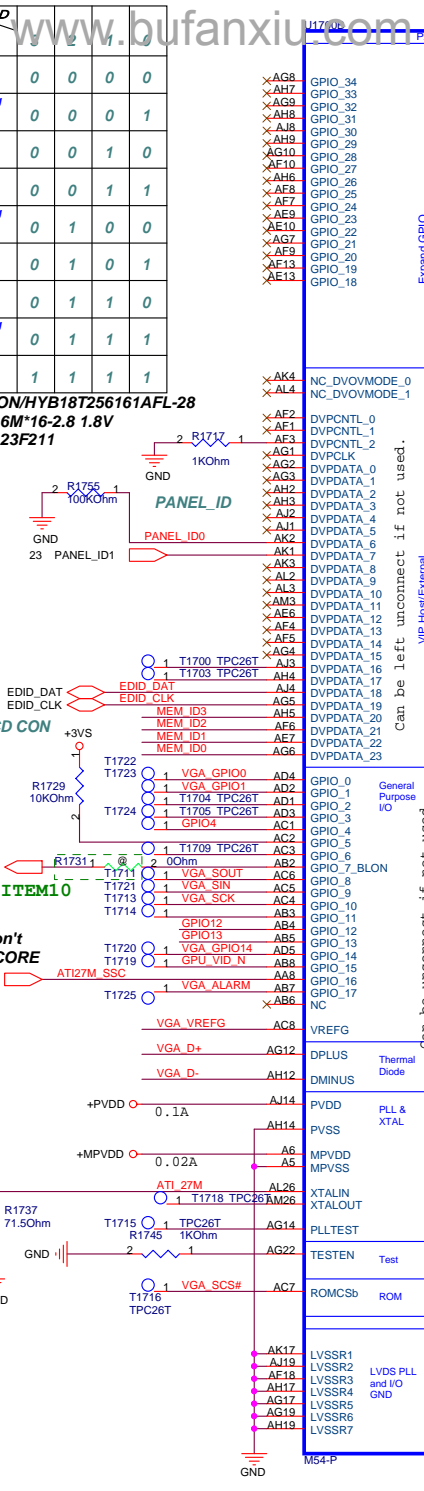 www.bufanxiu.com
D 3 2 1 0
0 0 0 0
0 0 0 1
0 0 1 0
0 0 1 1
0 1 0 0
0 1 0 1
0 1 1 0
0 1 1 1
1 1 1 1
ON/HYB18T256161AFL-28
6M*16-2.8 1.8V
23F211
AG8 GPIO_34
AH7 GPIO_33
AG9 GPIO_32
AH8 GPIO_31
AJ8 GPIO_30
AH9 GPIO_29
AG10 GPIO_28
AF10 GPIO_27
AH6 GPIO_26
AF8 GPIO_25
AF7 GPIO_24
AE9 GPIO_23
AE10 GPIO_22
AG7 GPIO_21
AF9 GPIO_20
AF13 GPIO_19
AE13 GPIO_18
Expand GPIO
AK4 NC_DVOVMODE_0
AL4 NC_DVOVMODE_1
AF2 DVPCNTL_0
AF1 DVPCNTL_1
2 R1717 1 AF3 DVPCNTL_2
1KOhm
GND
AG1 DVPCLK
AG2 DVPDATA_0
AG3 DVPDATA_1
AH2 DVPDATA_2
AH3 DVPDATA_3
AJ2 DVPDATA_4
AJ1 DVPDATA_5
2 R1755 1
100KOhm
GND
PANEL_ID
PANEL_ID0 AK2 DVPDATA_6
23 PANEL_ID1 AK1 DVPDATA_7
AK3 DVPDATA_8
AL2 DVPDATA_9
AL3 DVPDATA_10
AM3 DVPDATA_11
AE6 DVPDATA_12
AF4 DVPDATA_13
AF5 DVPDATA_14
AG4 DVPDATA_15
1 T1700 TPC26T AJ3 DVPDATA_16
1 T1703 TPC26T AH4 DVPDATA_17
EDID_DAT EDID_DAT AJ4 DVPDATA_18
EDID_CLK EDID_CLK AG5 DVPDATA_19
MEM_ID3 AH5 DVPDATA_20
MEM_ID2 AF6 DVPDATA_21
MEM_ID1 AE7 DVPDATA_22
MEM_ID0 AG6 DVPDATA_23
Can be left unconnect if not used.
VIP Host/External
D CON
+3VS
R1729
10KOhm
1
2
T1722 1 VGA_GPIO0 AD4 GPIO_0
T1723 1 VGA_GPIO1 AD2 GPIO_1
1 T1704 TPC26T AD1 GPIO_2
1 T1705 TPC26T AD3 GPIO_3
T1724 1 GPIO4 AC1 GPIO_4
AC2 GPIO_5
1 T1709 TPC26T AC3 GPIO_6
R1731 1 @ 2 0Ohm AB2 GPIO_7_BLON
T1711 1 VGA_SOUT AC6 GPIO_8
T1721 1 VGA_SIN AC5 GPIO_9
T1713 1 VGA_SCK AC4 GPIO_10
T1714 1 AB3 GPIO_11
GPIO12 AB4 GPIO_12
GPIO13 AB5 GPIO_13
T1720 1 VGA_GPIO14 AD5 GPIO_14
T1719 1 GPU_VID_N AB8 GPIO_15
ATI27M_SSC AA8 GPIO_16
T1725 1 VGA_ALARM AB7 GPIO_17
AB6 NC
General
Purpose
I/O
ITEM10
on't
CORE
VGA_VREFG AC8 VREFG
VGA_D+ AG12 DPLUS
VGA_D- AH12 DMINUS
Thermal
Diode
+PVDD 0.1A AJ14 PVDD
AH14 PVSS
PLL &
XTAL
+MPVDD 0.02A A6 MPVDD
A5 MPVSS
ATI_27M AL26 XTALIN
1 T1718 TPC26T AM26 XTALOUT
R1737
71.5Ohm
T1715 1 TPC26T AG14 PLLTEST
GND 2 R1745 1 1KOhm AG22 TESTEN
Test
T1716 1 VGA_SCS# AC7 ROMCSb
TPC26T
ROM
AK17 LVSSR1
AJ19 LVSSR2
AF18 LVSSR3
AH17 LVSSR4
AG17 LVSSR5
AG19 LVSSR6
AH19 LVSSR7
LVDS PLL
and I/O
GND
GND
M54-P